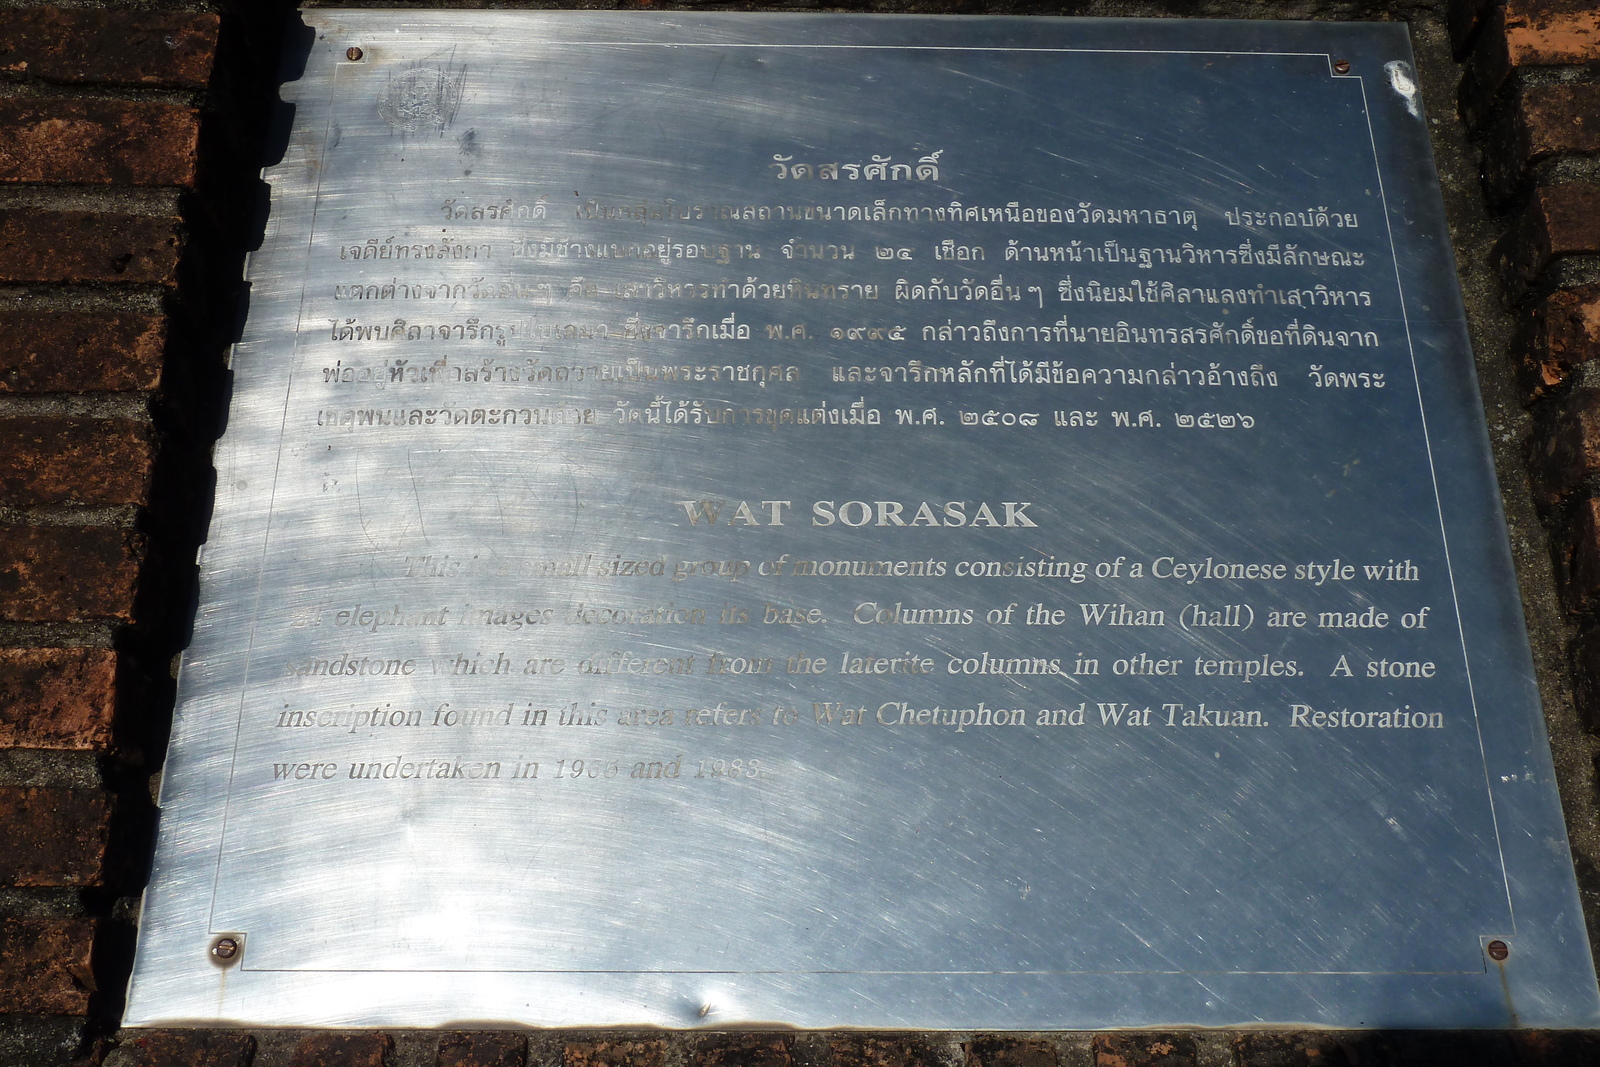 วัดสรศักดิ์
วัดสรศักดิ์ เป็นกลุ่มโบราณสถานขนาดเล็กทางทิศเหนือของวัดมหาธาตุ ประกอบด้วย
เจดีย์ทรงลังกา ซึ่งมีช้างแบกอยู่รอบฐาน จำนวน ๒๔ เชือก ด้านหน้าเป็นฐานวิหารซึ่งมีลักษณะ
แตกต่างจากวัดอื่นๆ คือ เสาวิหารทำด้วยหินทราย ผิดกับวัดอื่นๆ ซึ่งนิยมใช้ศิลาแลงทำเสาวิหาร
ได้พบศิลาจารึกรูปใบเสมา ซึ่งจารึกเมื่อ พ.ศ. ๑๙๙๕ กล่าวถึงการที่นายอินทรสรศักดิ์ขอที่ดินจาก
พ่ออยู่หัวเพื่อสร้างวัดถวายเป็นพระราชกุศล และจารึกหลักที่ได้มีข้อความกล่าวอ้างถึง วัดพระ
เชตุพนและวัดตะกวนด้วย วัดนี้ได้รับการขุดแต่งเมื่อ พ.ศ. ๒๕๐๘ และ พ.ศ. ๒๕๒๖
WAT SORASAK
This is small sized group of monuments consisting of a Ceylonese style with
elephant images decoration its base. Columns of the Wihan (hall) are made of
sandstone which are different from the laterite columns in other temples. A stone
inscription found in this area refers to Wat Chetuphon and Wat Takuan. Restoration
were undertaken in 1966 and 1983.